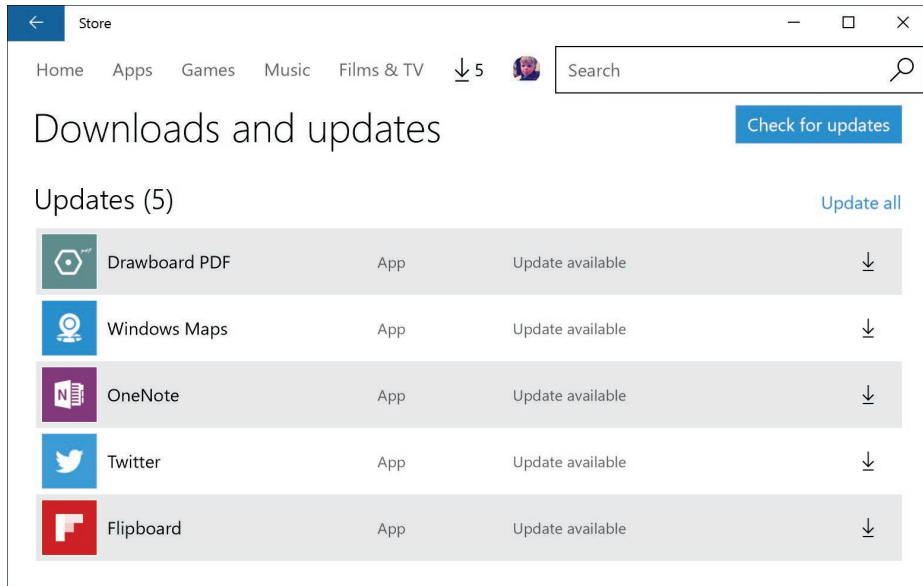 Store
Home Apps Games Music Films & TV 5 Search
Downloads and updates Check for updates
Updates (5) Update all
Drawboard PDF App Update available
Windows Maps App Update available
N OneNote App Update available
Twitter App Update available
Flipboard App Update available